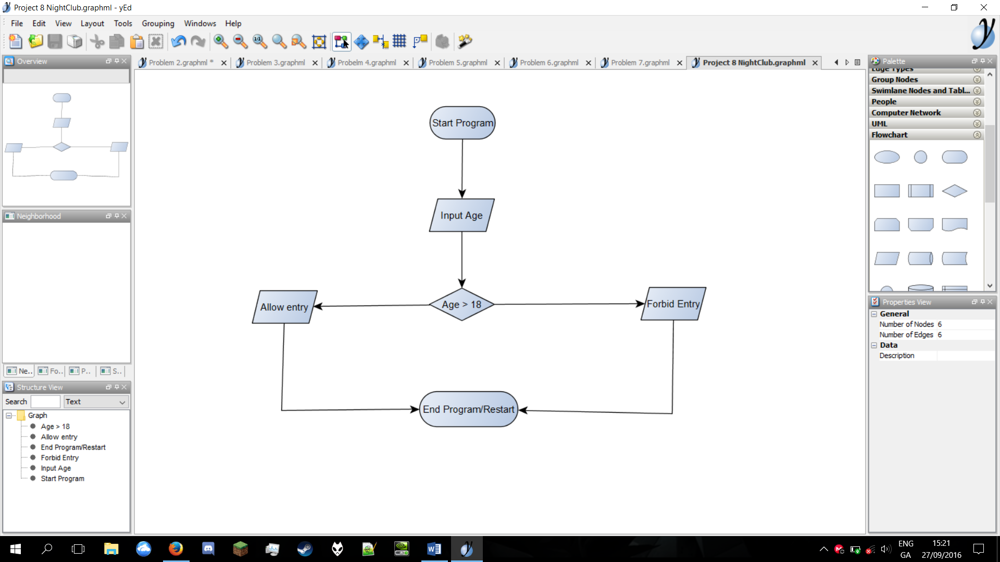 Project 8 NightClub.graphml - yEd
File Edit View Layout Tools Grouping Windows Help
1:1
Overview
Problem 2.graphml *
Problem 3.graphml
Probelm 4.graphml
Problem 5.graphml
Problem 6.graphml
Problem 7.graphml
Project 8 NightClub.graphml
Palette
Edge Types
Group Nodes
Swimlane Nodes and Tabl...
People
Computer Network
UML
Flowchart
Start Program
Input Age
Age > 18
Allow entry
Forbid Entry
End Program/Restart
Neighborhood
Ne..
Fo..
P..
S..
Structure View
Search
Text
Graph
Age > 18
Allow entry
End Program/Restart
Forbid Entry
Input Age
Start Program
Properties View
General
Number of Nodes 6
Number of Edges 6
Data
Description
ENG
GA
15:21
27/09/2016